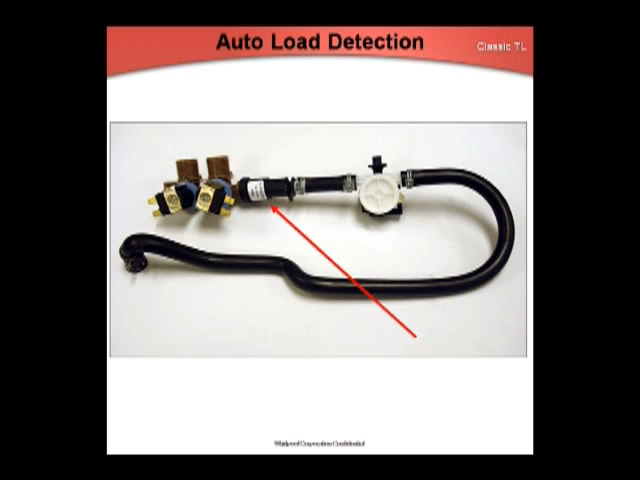 Auto Load Detection
Classic TL
Whirlpool Corporation Confidential